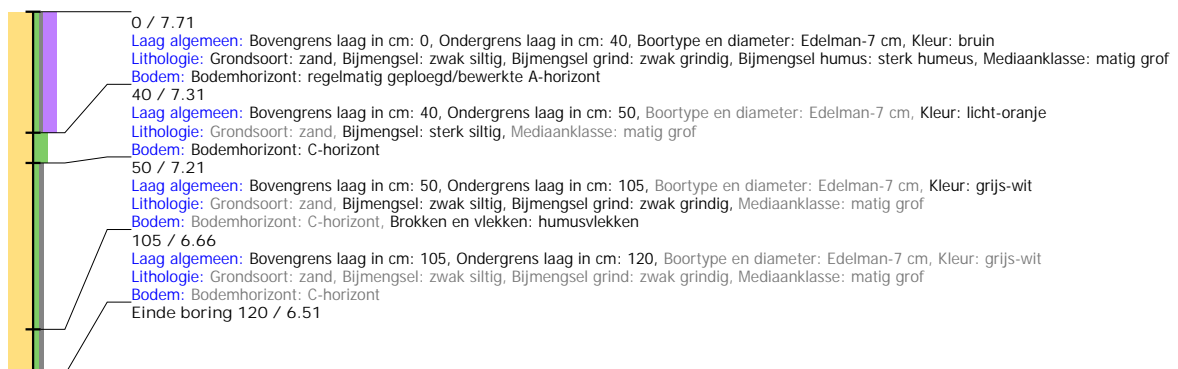 0 / 7.71
Laag algemeen: Bovengrens laag in cm: 0, Ondergrens laag in cm: 40, Boortype en diameter: Edelman-7 cm, Kleur: bruin
Lithologie: Grondsoort: zand, Bijmengsel: zwak siltig, Bijmengsel grind: zwak grindig, Bijmengsel humus: sterk humeus, Mediaanklasse: matig grof
Bodem: Bodemhorizont: regelmatig geploegd/bewerkte A-horizont
40 / 7.31
Laag algemeen: Bovengrens laag in cm: 40, Ondergrens laag in cm: 50, Boortype en diameter: Edelman-7 cm, Kleur: licht-oranje
Lithologie: Grondsoort: zand, Bijmengsel: sterk siltig, Mediaanklasse: matig grof
Bodem: Bodemhorizont: C-horizont
50 / 7.21
Laag algemeen: Bovengrens laag in cm: 50, Ondergrens laag in cm: 105, Boortype en diameter: Edelman-7 cm, Kleur: grijs-wit
Lithologie: Grondsoort: zand, Bijmengsel: zwak siltig, Bijmengsel grind: zwak grindig, Mediaanklasse: matig grof
Bodem: Bodemhorizont: C-horizont, Brokken en vlekken: humusvlekken
105 / 6.66
Laag algemeen: Bovengrens laag in cm: 105, Ondergrens laag in cm: 120, Boortype en diameter: Edelman-7 cm, Kleur: grijs-wit
Lithologie: Grondsoort: zand, Bijmengsel: zwak siltig, Bijmengsel grind: zwak grindig, Mediaanklasse: matig grof
Bodem: Bodemhorizont: C-horizont
Einde boring 120 / 6.51